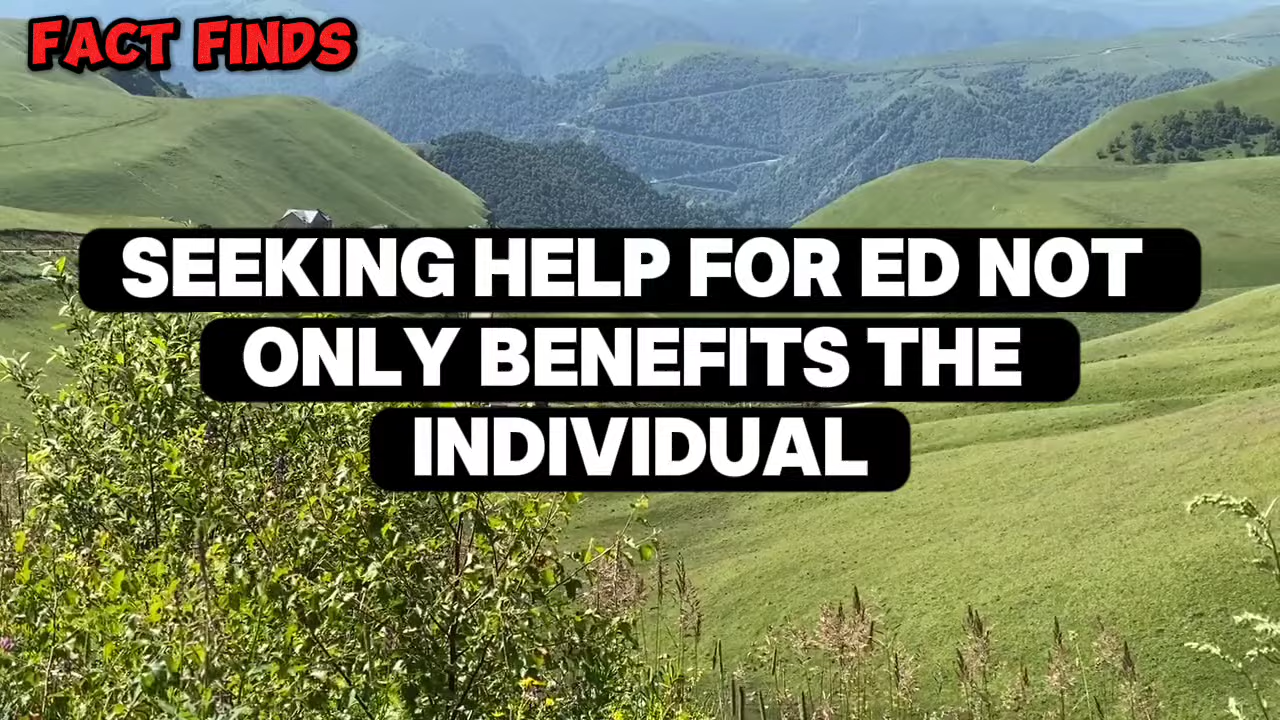 FACT FINDS
SEEKING HELP FOR ED NOT
ONLY BENEFITS THE
INDIVIDUAL